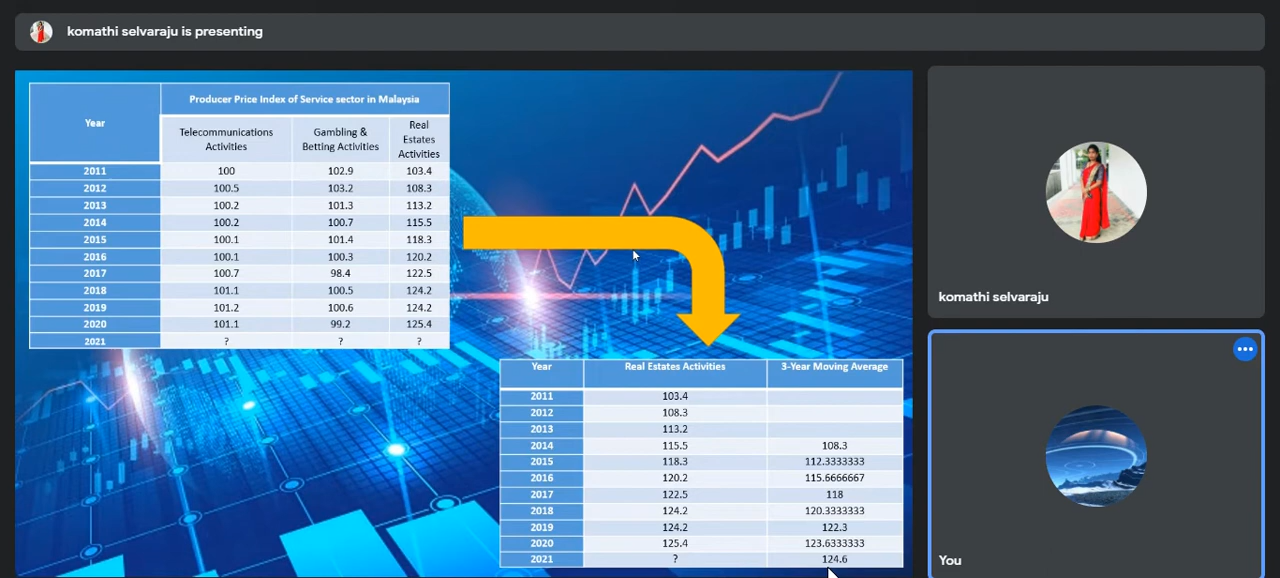 komathi selvaraju is presenting
Year
Producer Price Index of Service sector in Malaysia
Telecommunications Activities
Gambling & Betting Activities
Real Estates Activities
2011 100 102.9 103.4
2012 100.5 103.2 108.3
2013 100.2 101.3 113.2
2014 100.2 100.7 115.5
2015 100.1 101.4 118.3
2016 100.1 100.3 120.2
2017 100.7 98.4 122.5
2018 101.1 100.5 124.2
2019 101.2 100.6 124.2
2020 101.1 99.2 125.4
2021 ? ? ?
Year Real Estates Activities 3-Year Moving Average
2011 103.4
2012 108.3
2013 113.2
2014 115.5 108.3
2015 118.3 112.3333333
2016 120.2 115.6666667
2017 122.5 118
2018 124.2 120.3333333
2019 124.2 122.3
2020 125.4 123.6333333
2021 ? 124.6
komathi selvaraju
You